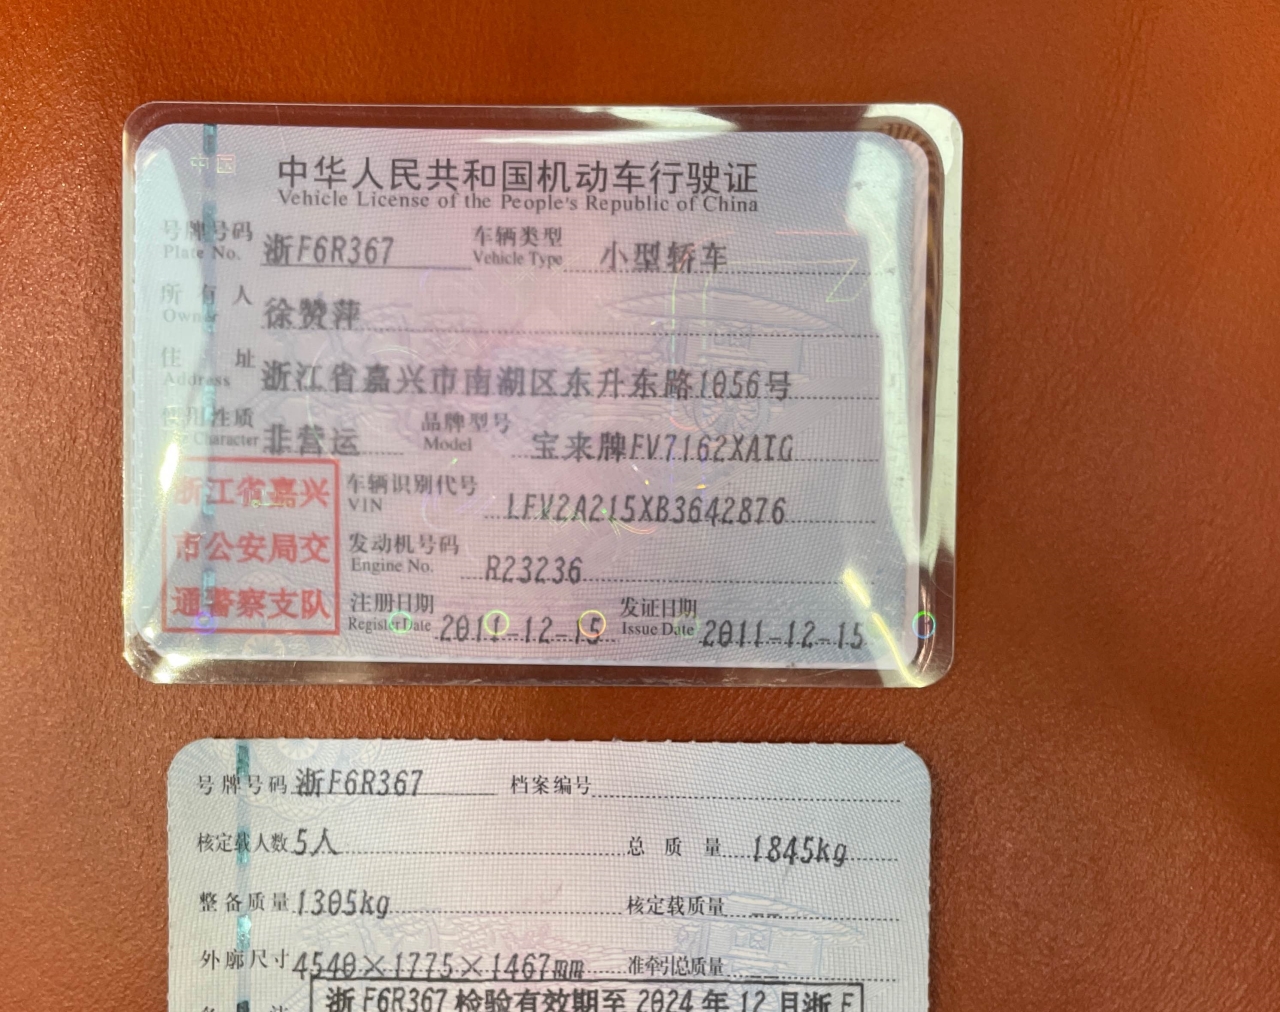 中国
中华人民共和国机动车行驶证
Vehicle License of the People's Republic of China
号牌号码 浙F6R367 车辆类型 小型轿车
Plate No. Vehicle Type
所有人 徐赞萍
Owner
住址 浙江省嘉兴市南湖区东升东路1056号
Address
使用性质 非营运 品牌型号 宝来牌FV7162XATG
Character Model
浙江省嘉兴
市公安局交
通警察支队
车辆识别代号 LFV2A215XB3642876
VIN
发动机号码 R23236
Engine No.
注册日期 2011-12-15 发证日期 2011-12-15
Register Date Issue Date
号牌号码 浙F6R367 档案编号
核定载人数 5人 总质量 1845kg
整备质量 1305kg 核定载质量 --
外廓尺寸 4540×1775×1467mm 准牵引总质量 --
浙F6R367检验有效期至2024年12月浙F